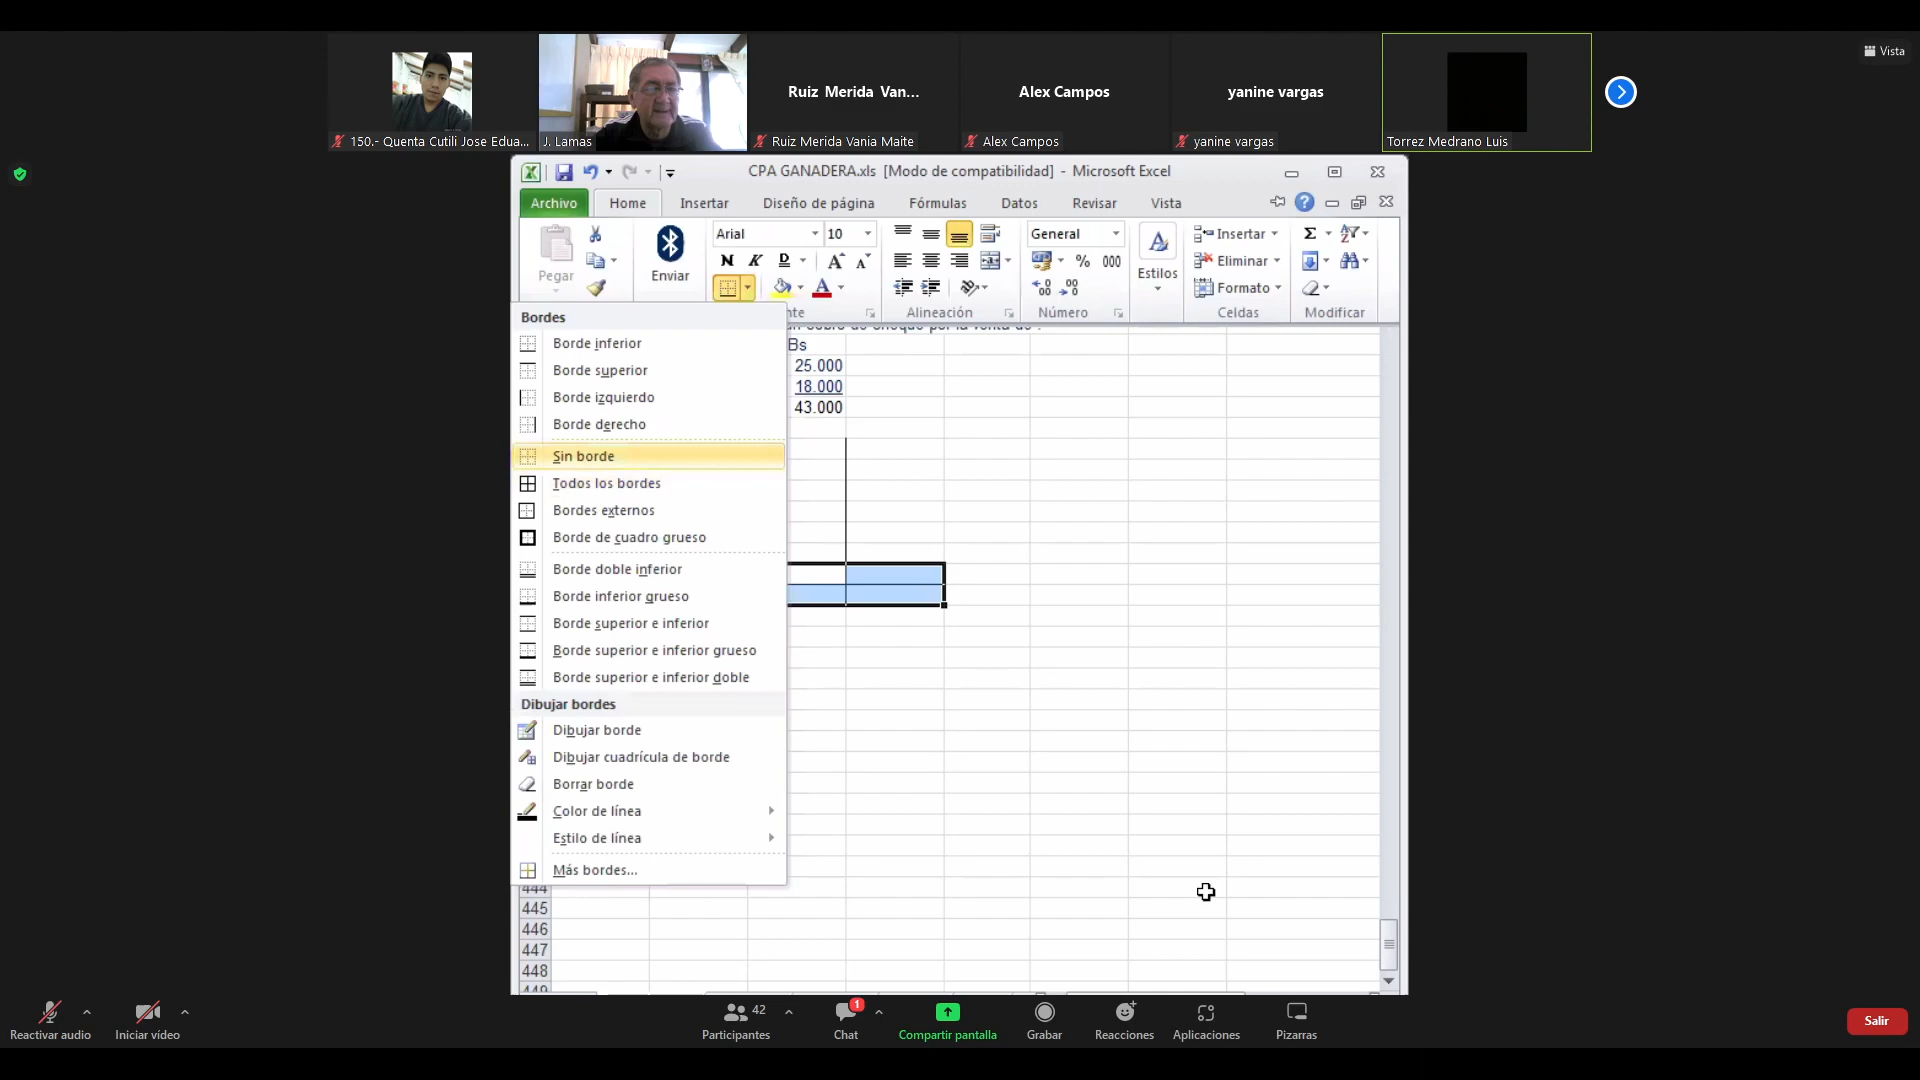 Vista
Ruiz Merida Van...
Alex Campos
yanine vargas
150.- Quenta Cutili Jose Edua...
J. Lamas
Ruiz Merida Vania Maite
Alex Campos
yanine vargas
Torrez Medrano Luis
CPA GANADERA.xls [Modo de compatibilidad] - Microsoft Excel
Archivo Home Insertar Diseño de página Fórmulas Datos Revisar Vista
Pegar
Enviar
Arial 10
N K D
General
% 000
Estilos
Insertar
Eliminar
Formato
Alineación Número Celdas Modificar
Bordes
Borde inferior
Borde superior
Borde izquierdo
Borde derecho
Sin borde
Todos los bordes
Bordes externos
Borde de cuadro grueso
Borde doble inferior
Borde inferior grueso
Borde superior e inferior
Borde superior e inferior grueso
Borde superior e inferior doble
Dibujar bordes
Dibujar borde
Dibujar cuadrícula de borde
Borrar borde
Color de línea
Estilo de línea
Más bordes...
Bs
25.000
18.000
43.000
444
445
446
447
448
449
Reactivar audio
Iniciar vídeo
42
Participantes
1
Chat
Compartir pantalla
Grabar
Reacciones
Aplicaciones
Pizarras
Salir